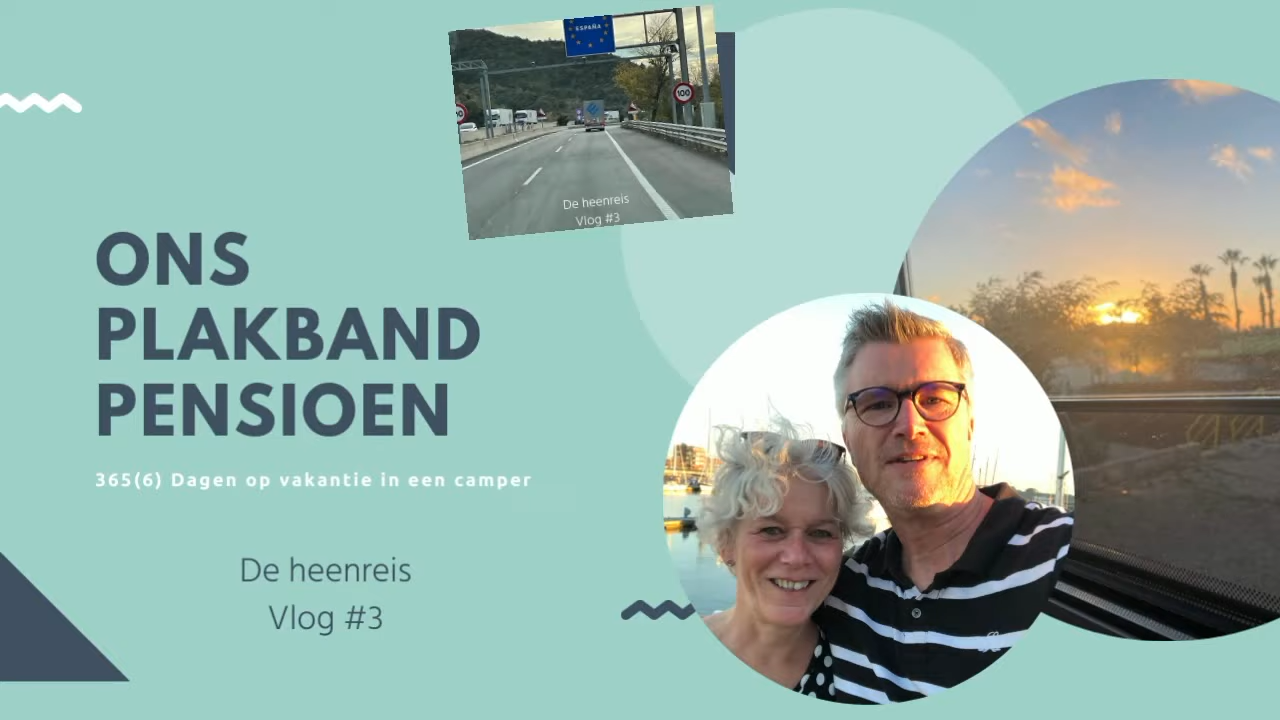 ESPAÑA
100
De heenreis
Vlog #3
ONS
PLAKBAND
PENSIOEN
365(6) Dagen op vakantie in een camper
De heenreis
Vlog #3